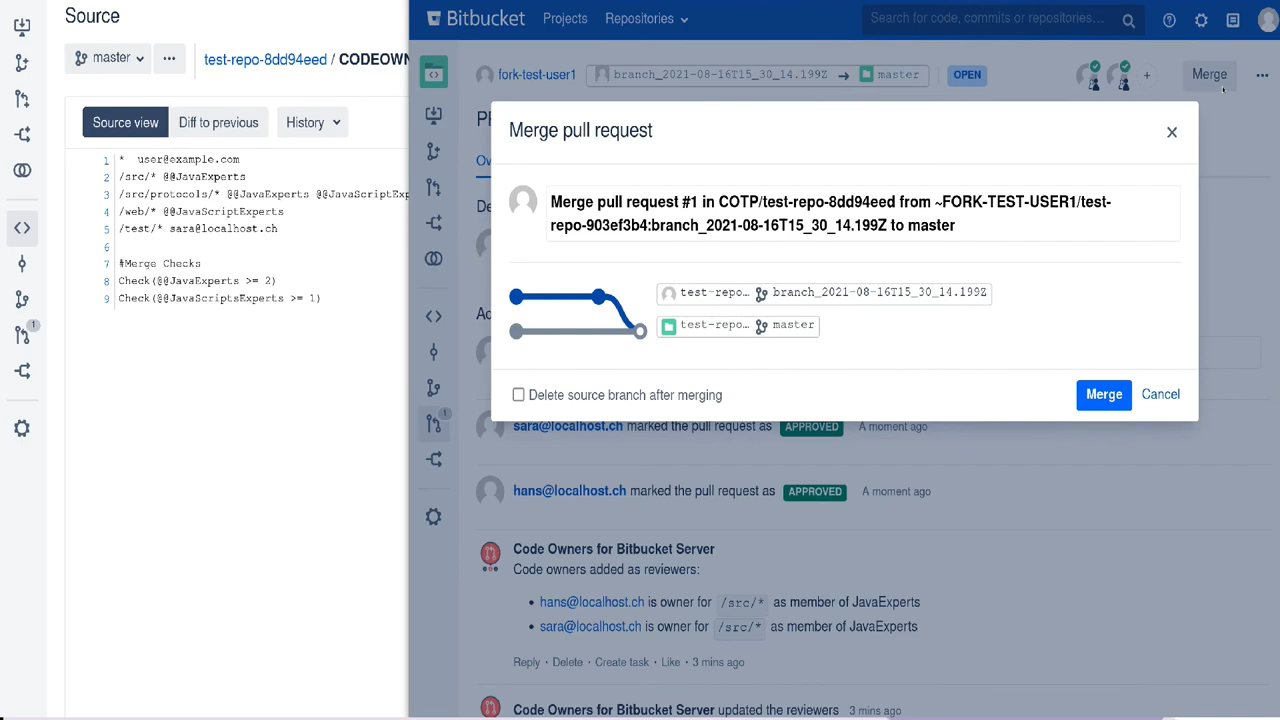 Source
master
test-repo-8dd94eed /
Source view
Diff to previous
History
1 * user@example.com
2 /src/* @@JavaExperts
3 /src/protocols/* @@JavaExperts
4 /web/* @@JavaScriptExperts
5 /test/* sara@localhost.ch
6
7 #Merge Checks
8 Check(@@JavaExperts >= 2)
9 Check(@@JavaScriptsExperts >= 1)
1
Bitbucket
Projects
Repositories
Search for code, commits or repositories...
fork-test-user1
branch_2021-08-16T15_30_14.199Z → master
OPEN
Merge
Merge pull request
Merge pull request #1 in COTP/test-repo-8dd94eed from ~FORK-TEST-USER1/test-
repo-903ef3b4:branch_2021-08-16T15_30_14.199Z to master
test-repo… branch_2021-08-16T15_30_14.199Z
test-repo… master
Delete source branch after merging
Merge
Cancel
1
sara@localhost.ch marked the pull request as APPROVED A moment ago
hans@localhost.ch marked the pull request as APPROVED A moment ago
Code Owners for Bitbucket Server
Code owners added as reviewers:
• hans@localhost.ch is owner for /src/* as member of JavaExperts
• sara@localhost.ch is owner for /src/* as member of JavaExperts
Reply · Delete · Create task · Like · 3 mins ago
Code Owners for Bitbucket Server updated the reviewers 3 mins ago